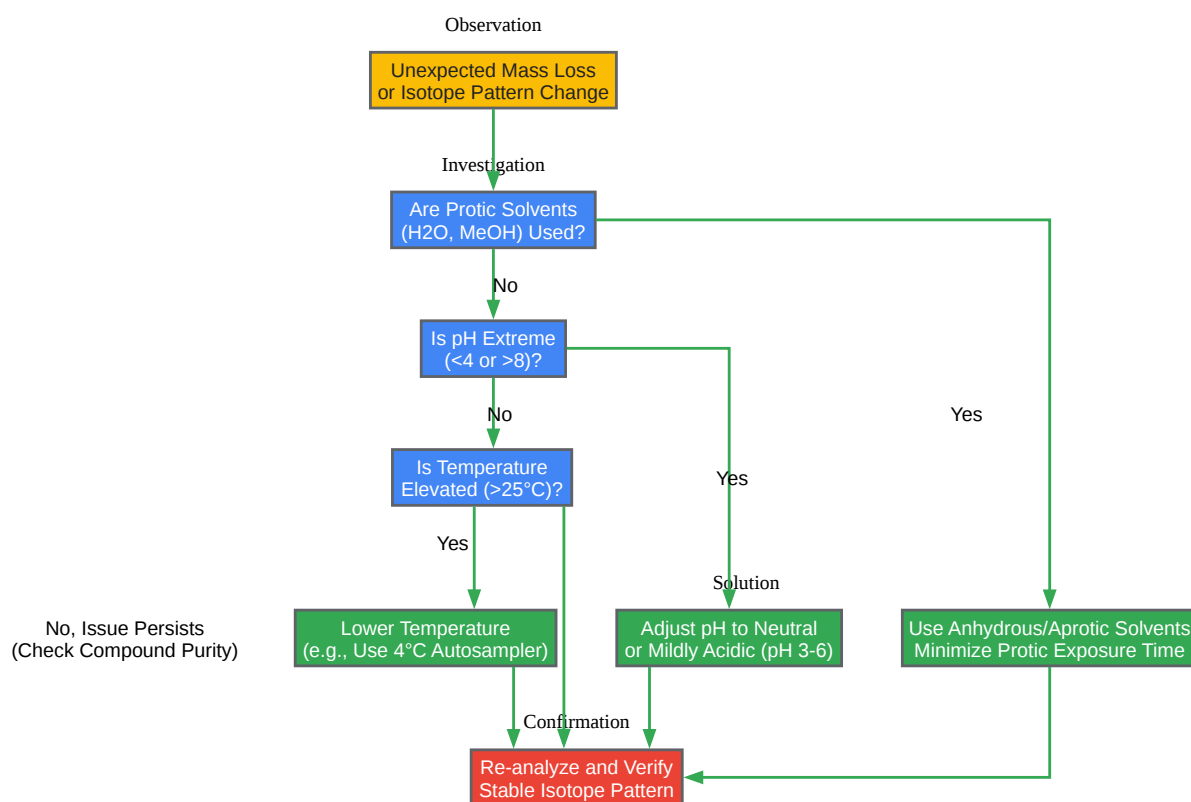 Observation
Unexpected Mass Loss
or Isotope Pattern Change
Investigation
Are Protic Solvents
(H2O, MeOH) Used?
No
Is pH Extreme
(<4 or >8)?
No
Yes
Is Temperature
Elevated (>25°C)?
Yes
Yes
Solution
No, Issue Persists
(Check Compound Purity)
Lower Temperature
(e.g., Use 4°C Autosampler)
Adjust pH to Neutral
or Mildly Acidic (pH 3-6)
Use Anhydrous/Aprotic Solvents
Minimize Protic Exposure Time
Confirmation
Re-analyze and Verify
Stable Isotope Pattern